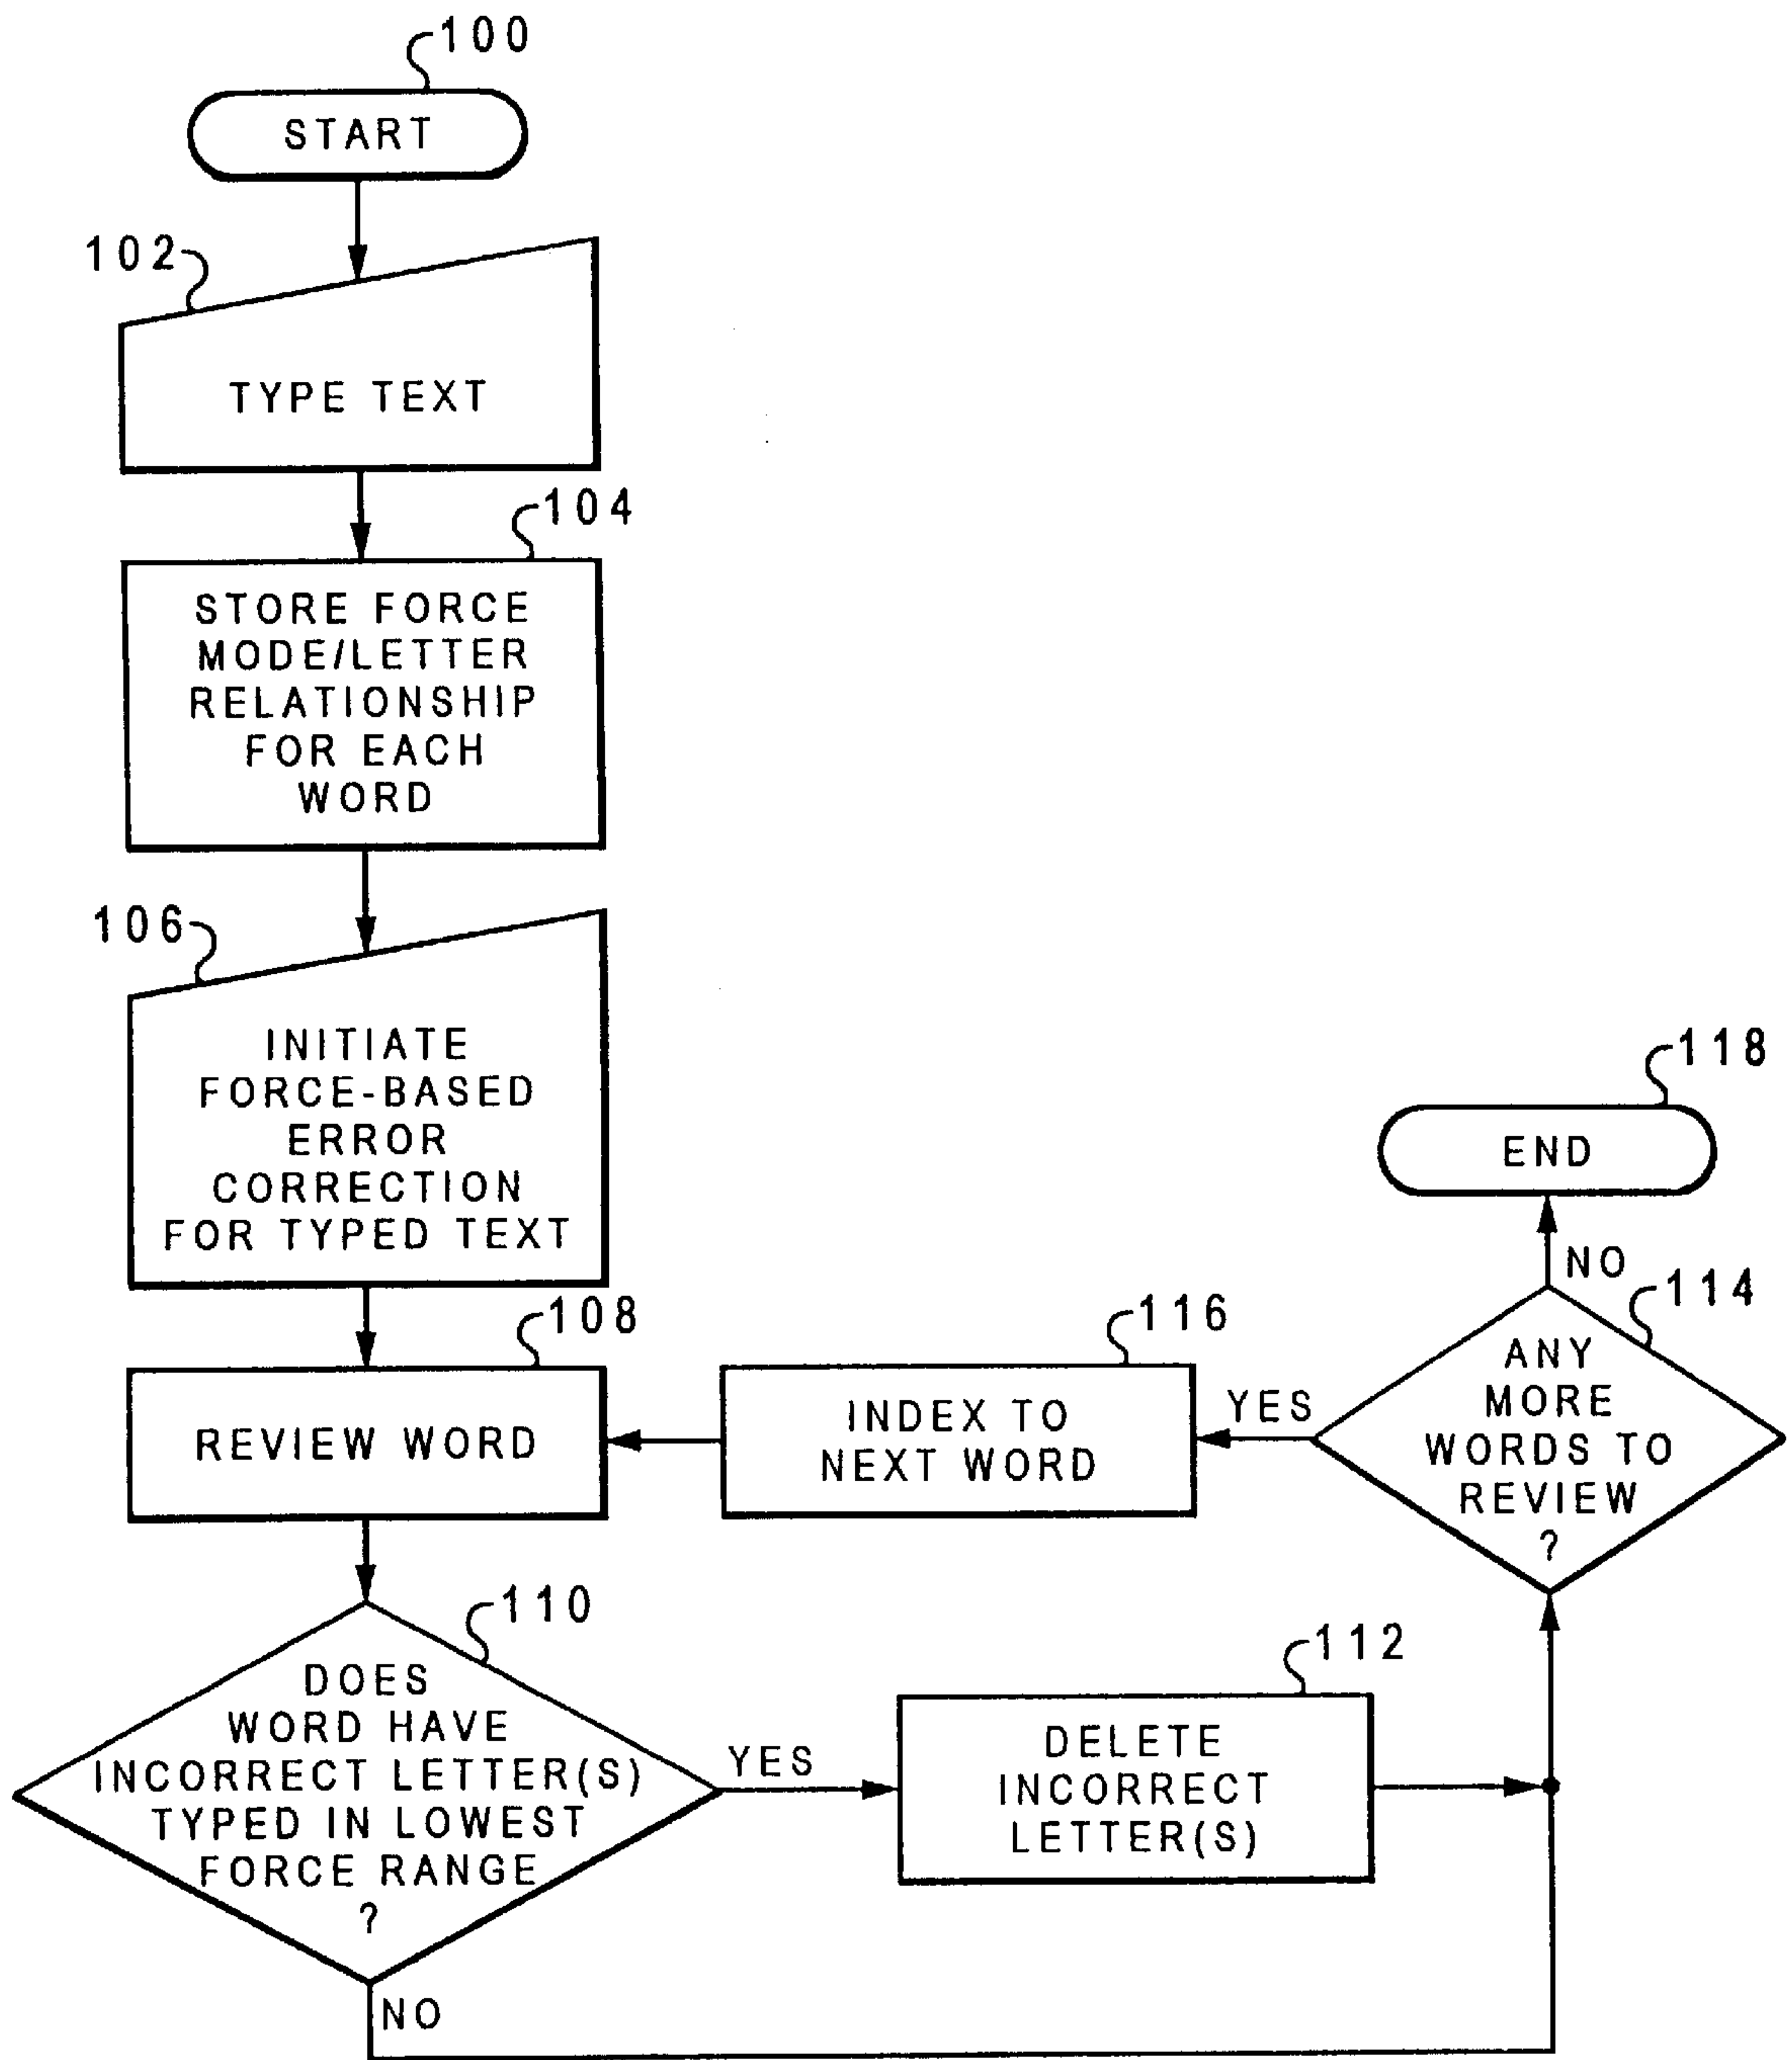 100
START
102
TYPE TEXT
104
STORE FORCE
MODE/LETTER
RELATIONSHIP
FOR EACH
WORD
106
INITIATE
FORCE-BASED
ERROR
CORRECTION
FOR TYPED TEXT
118
END
NO
114
ANY
MORE
WORDS TO
REVIEW
?
YES
116
INDEX TO
NEXT WORD
108
REVIEW WORD
110
DOES
WORD HAVE
INCORRECT LETTER(S)
TYPED IN LOWEST
FORCE RANGE
?
YES
112
DELETE
INCORRECT
LETTER(S)
NO